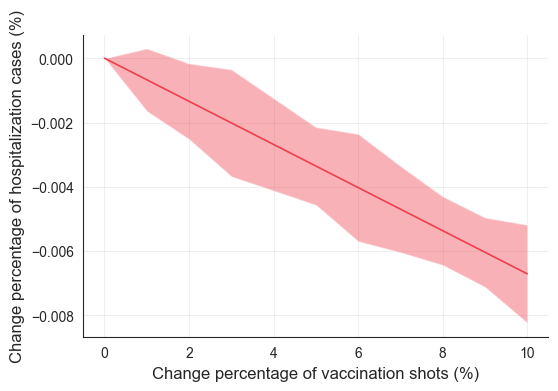 Change percentage of hospitalization cases (%)
0.000
−0.002
−0.004
−0.006
−0.008
0 2 4 6 8 10
Change percentage of vaccination shots (%)